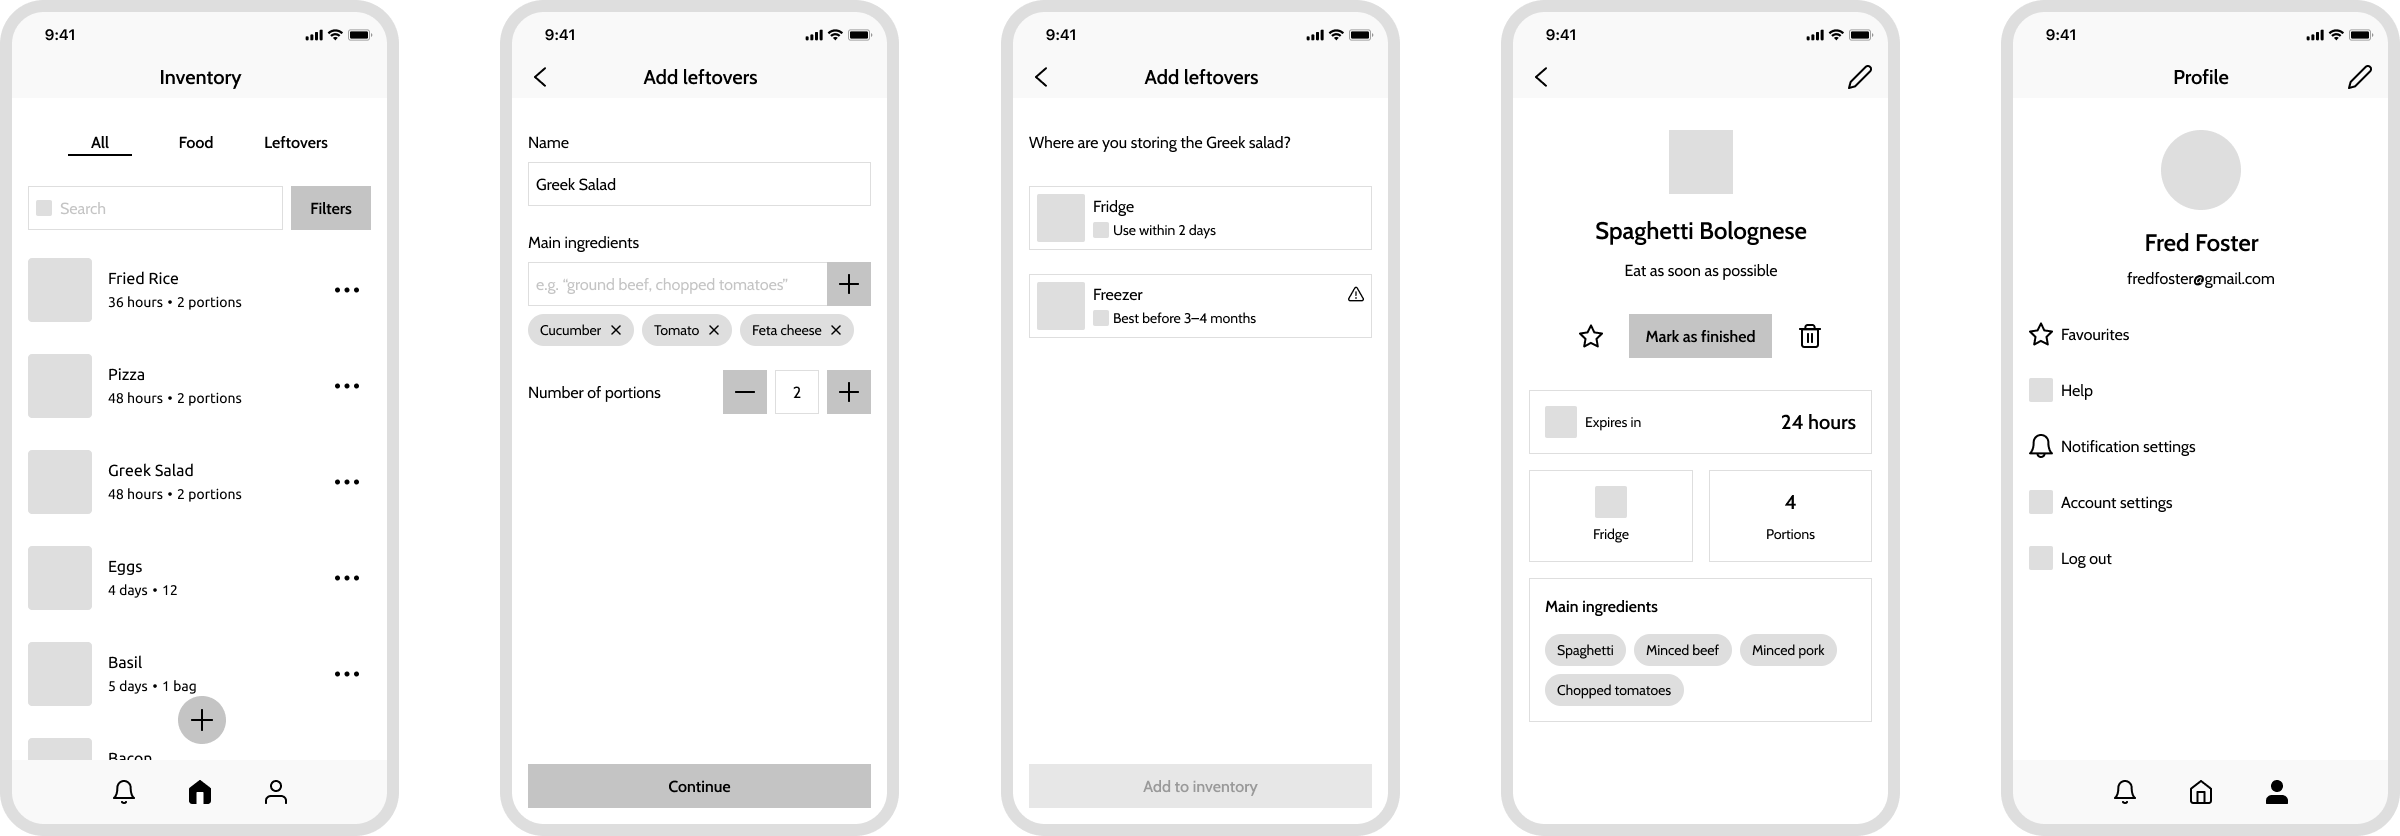 9:41
Inventory
All Food Leftovers
Search Filters
Fried Rice
36 hours • 2 portions
Pizza
48 hours • 2 portions
Greek Salad
48 hours • 2 portions
Eggs
4 days • 12
Basil
5 days • 1 bag
Bacon
9:41
Add leftovers
Name
Greek Salad
Main ingredients
e.g. “ground beef, chopped tomatoes”
Cucumber Tomato Feta cheese
Number of portions 2
Continue
9:41
Add leftovers
Where are you storing the Greek salad?
Fridge
Use within 2 days
Freezer
Best before 3–4 months
Add to inventory
9:41
Spaghetti Bolognese
Eat as soon as possible
Mark as finished
Expires in 24 hours
4
Fridge Portions
Main ingredients
Spaghetti Minced beef Minced pork
Chopped tomatoes
9:41
Profile
Fred Foster
fredfoster@gmail.com
Favourites
Help
Notification settings
Account settings
Log out